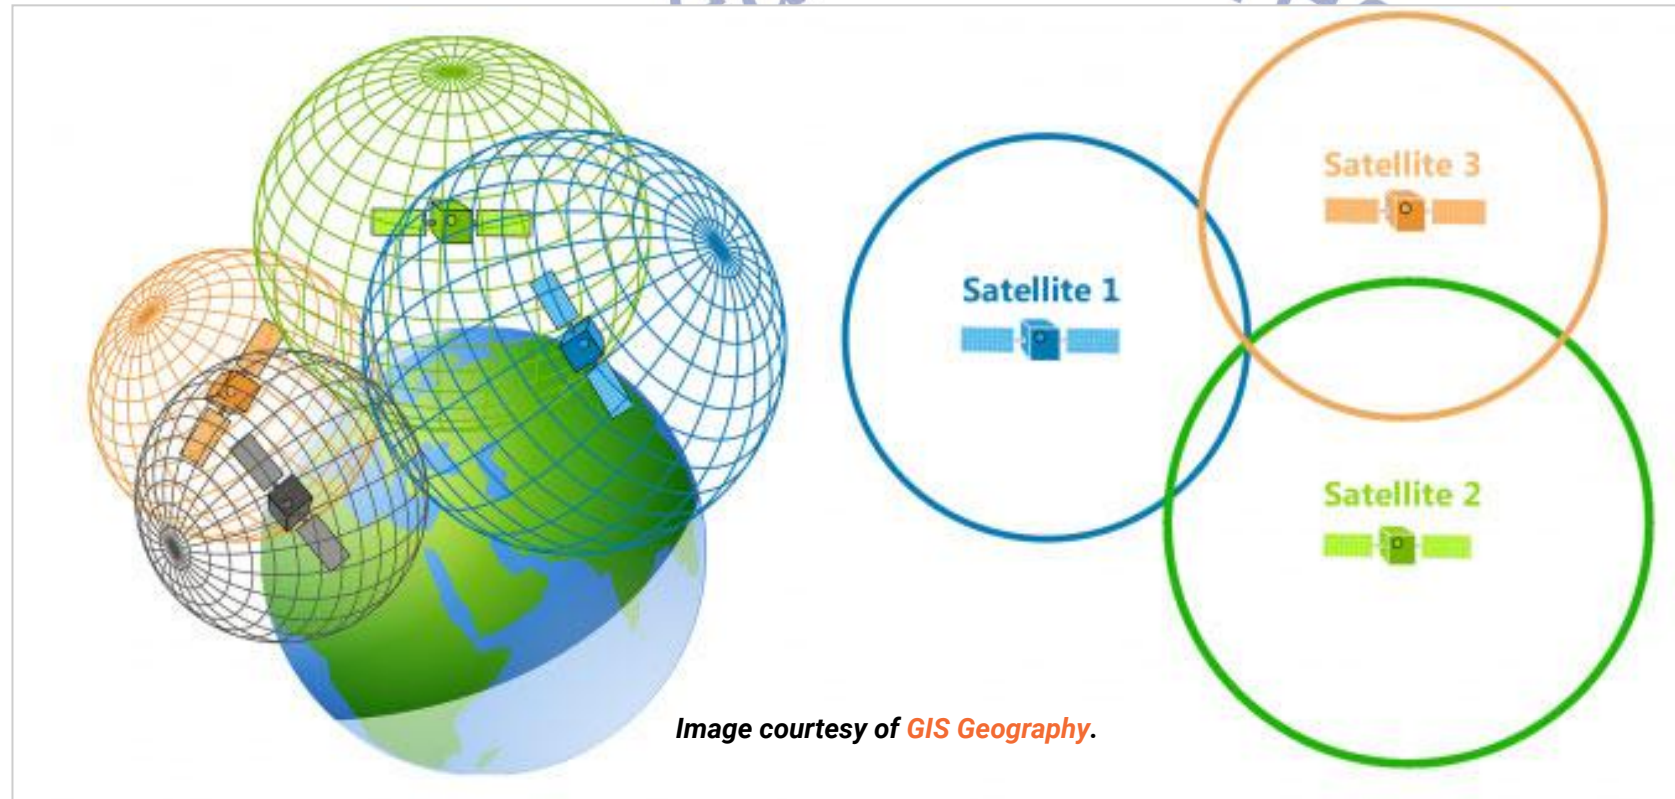 Satellite 3
Satellite 1
Satellite 2
Image courtesy of GIS Geography.